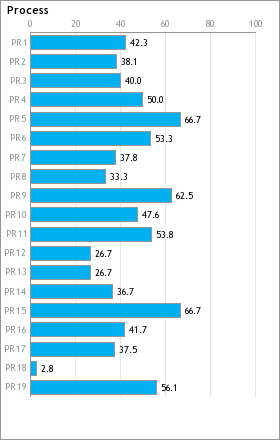 Process
0 20 40 60 80 100
PR1 42.3
PR2 38.1
PR3 40.0
PR4 50.0
PR5 66.7
PR6 53.3
PR7 37.8
PR8 33.3
PR9 62.5
PR10 47.6
PR11 53.8
PR12 26.7
PR13 26.7
PR14 36.7
PR15 66.7
PR16 41.7
PR17 37.5
PR18 2.8
PR19 56.1